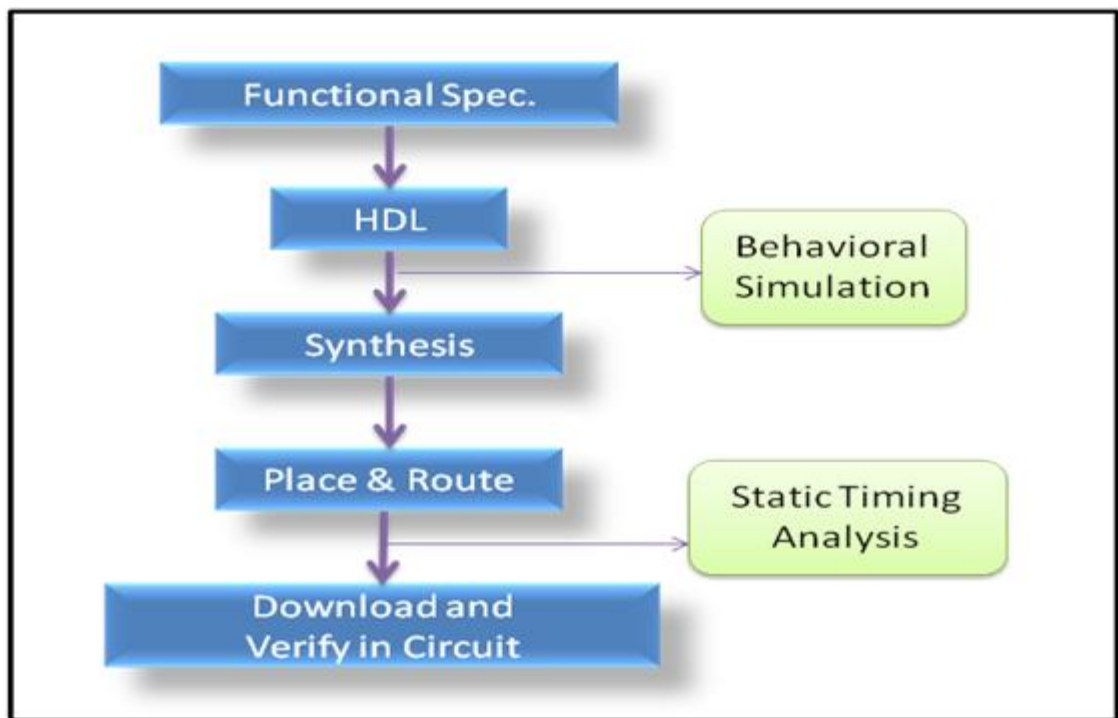 Functional Spec.
HDL
Behavioral
Simulation
Synthesis
Place & Route
Static Timing
Analysis
Download and
Verify in Circuit